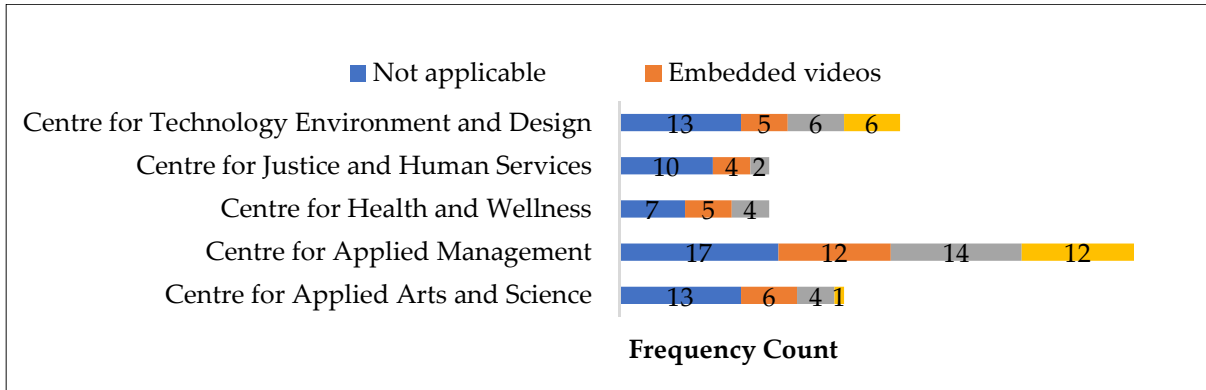 Not applicable Embedded videos
Centre for Technology Environment and Design 13 5 6 6
Centre for Justice and Human Services 10 4 2
Centre for Health and Wellness 7 5 4
Centre for Applied Management 17 12 14 12
Centre for Applied Arts and Science 13 6 4 1
Frequency Count